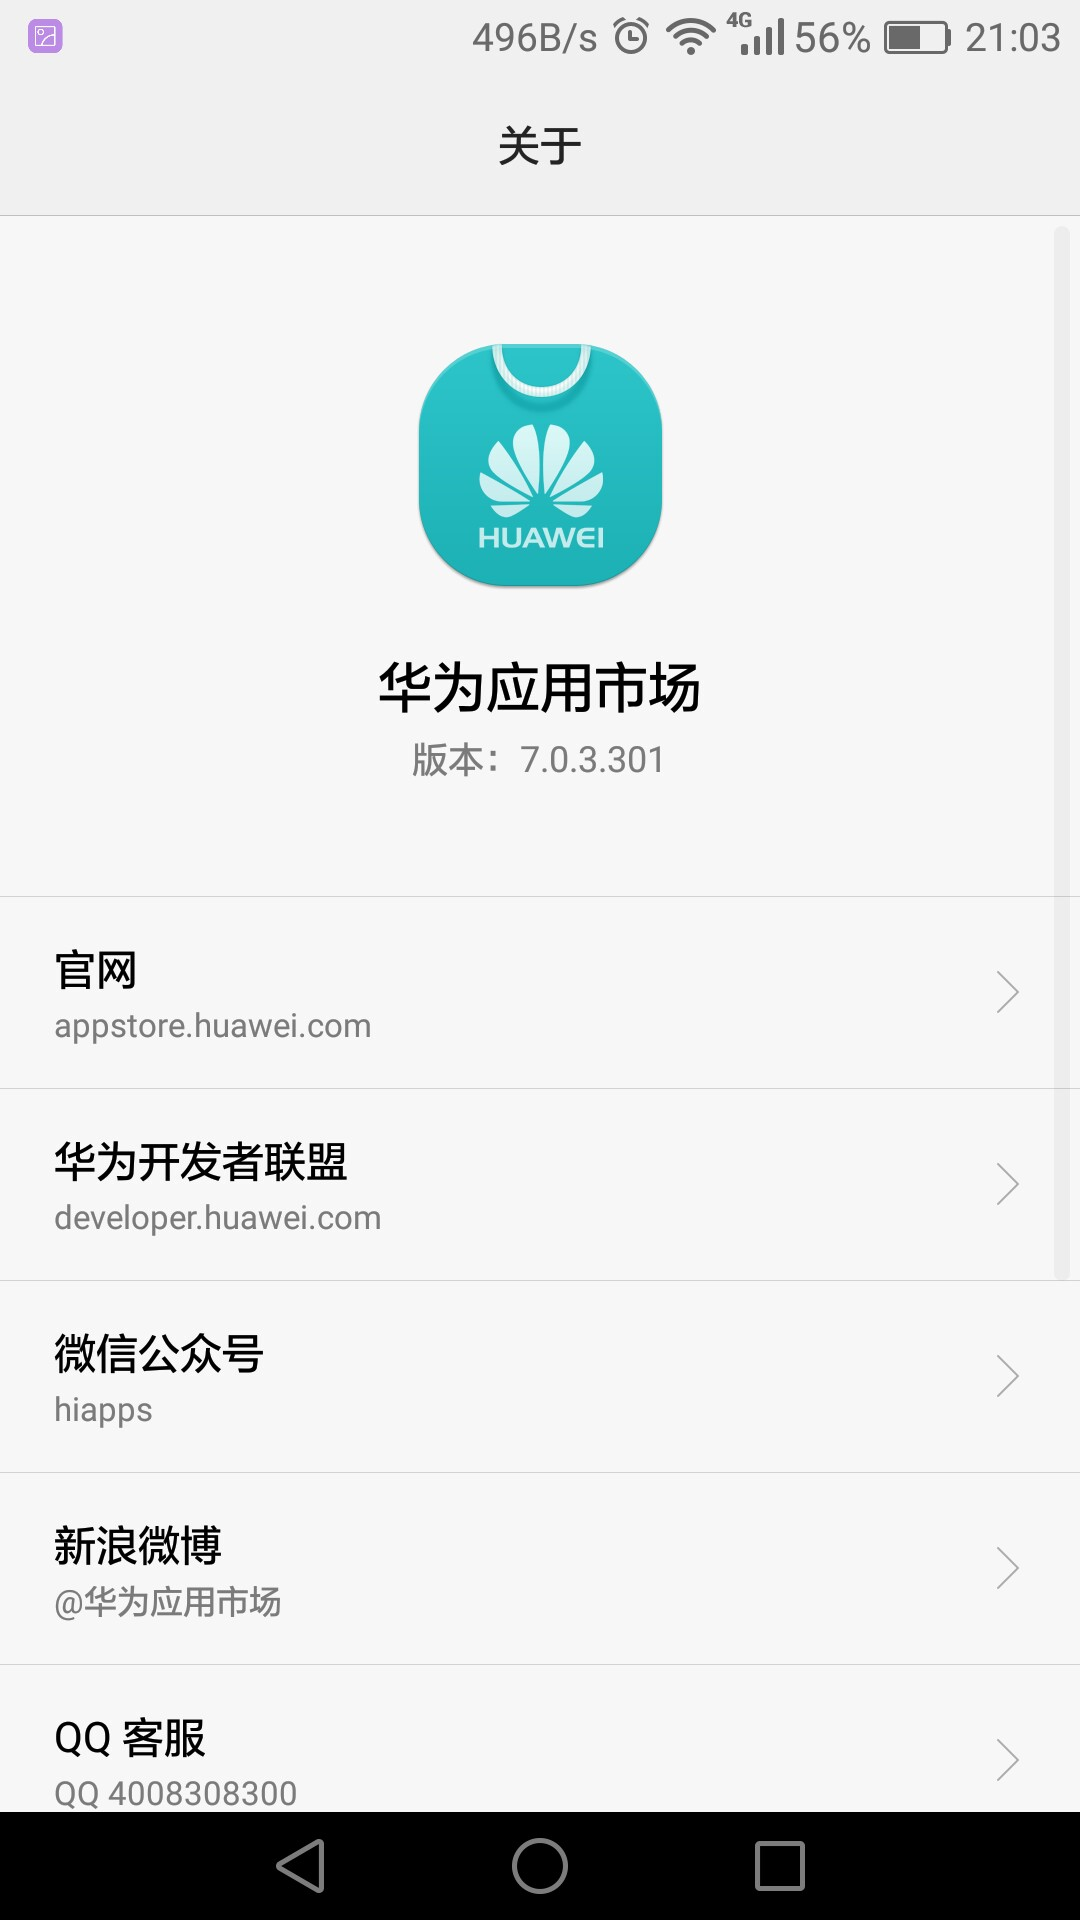 496B/s 4G 56% 21:03
关于
HUAWEI
华为应用市场
版本：7.0.3.301
官网
appstore.huawei.com
华为开发者联盟
developer.huawei.com
微信公众号
hiapps
新浪微博
@华为应用市场
QQ 客服
QQ 4008308300